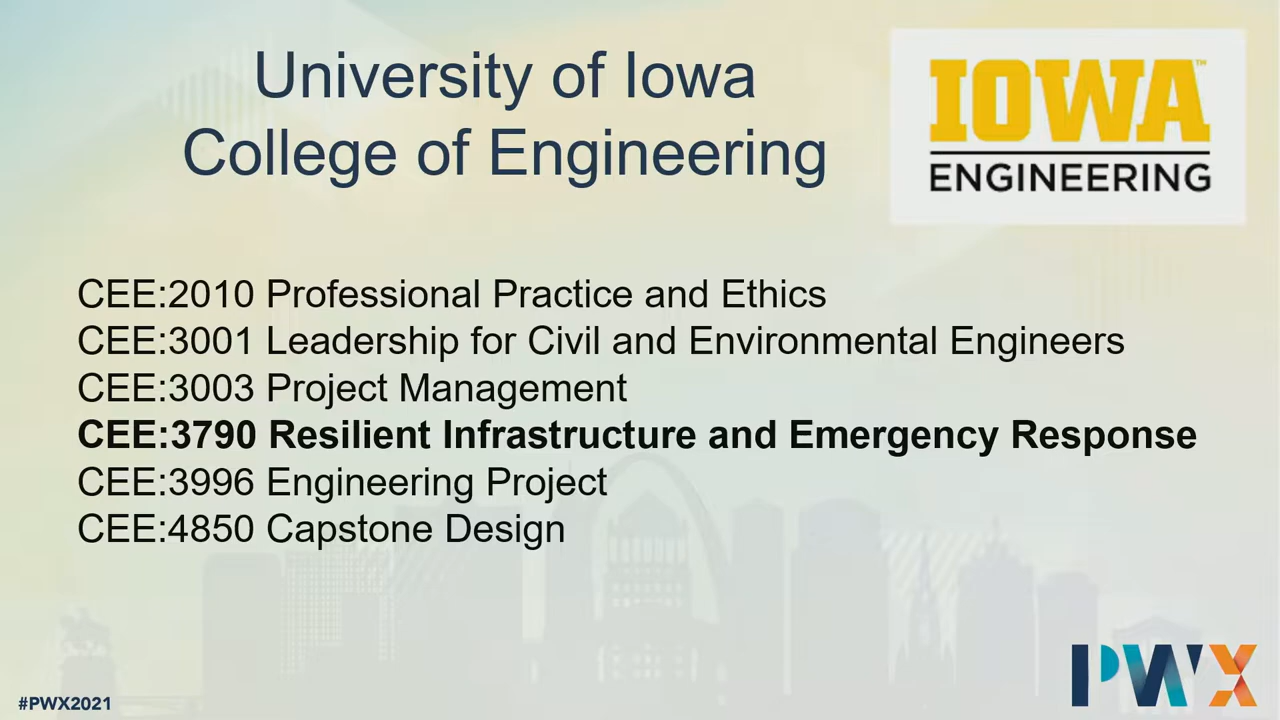 University of Iowa
College of Engineering
IOWA™
ENGINEERING
CEE:2010 Professional Practice and Ethics
CEE:3001 Leadership for Civil and Environmental Engineers
CEE:3003 Project Management
CEE:3790 Resilient Infrastructure and Emergency Response
CEE:3996 Engineering Project
CEE:4850 Capstone Design
#PWX2021
PWX